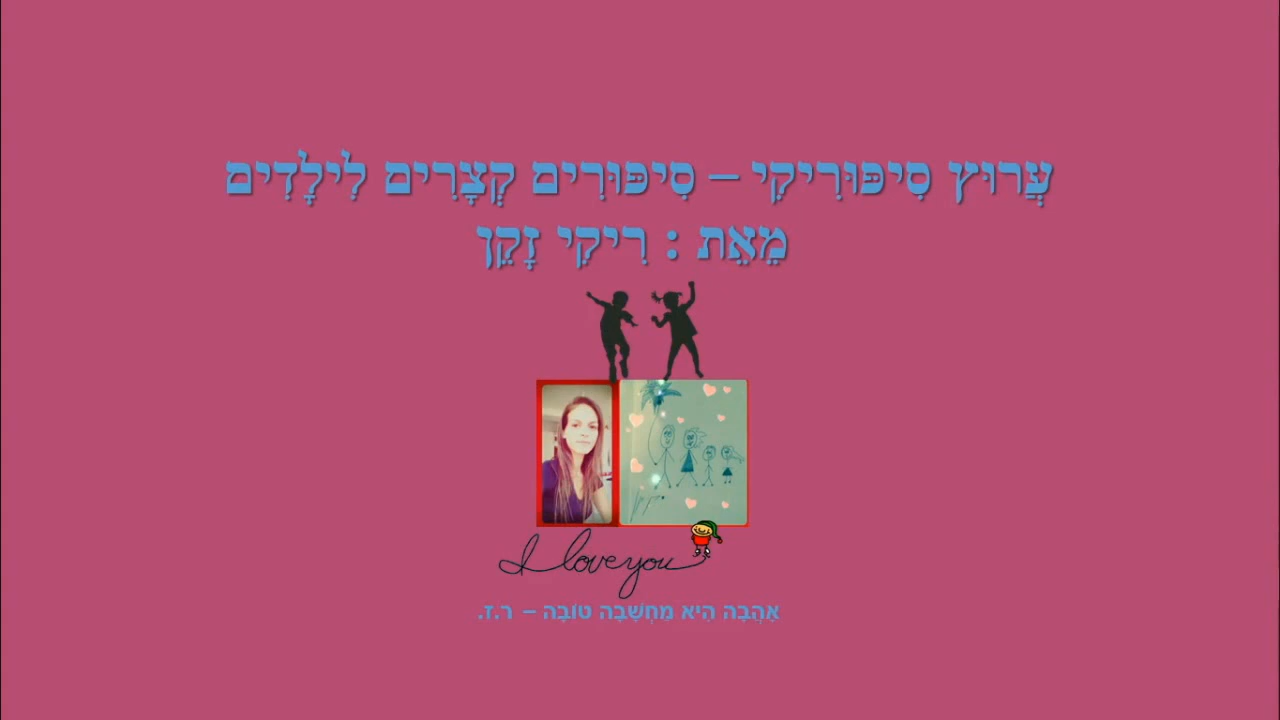 עֲרוּץ סִיפּוּרִיקִי – סִיפּוּרִים קְצָרִים לִילָדִים
מֵאֵת : רִיקִי זָקֵן
I love you
אַהֲבָה הִיא מַחְשָׁבָה טוֹבָה – ר.ז.